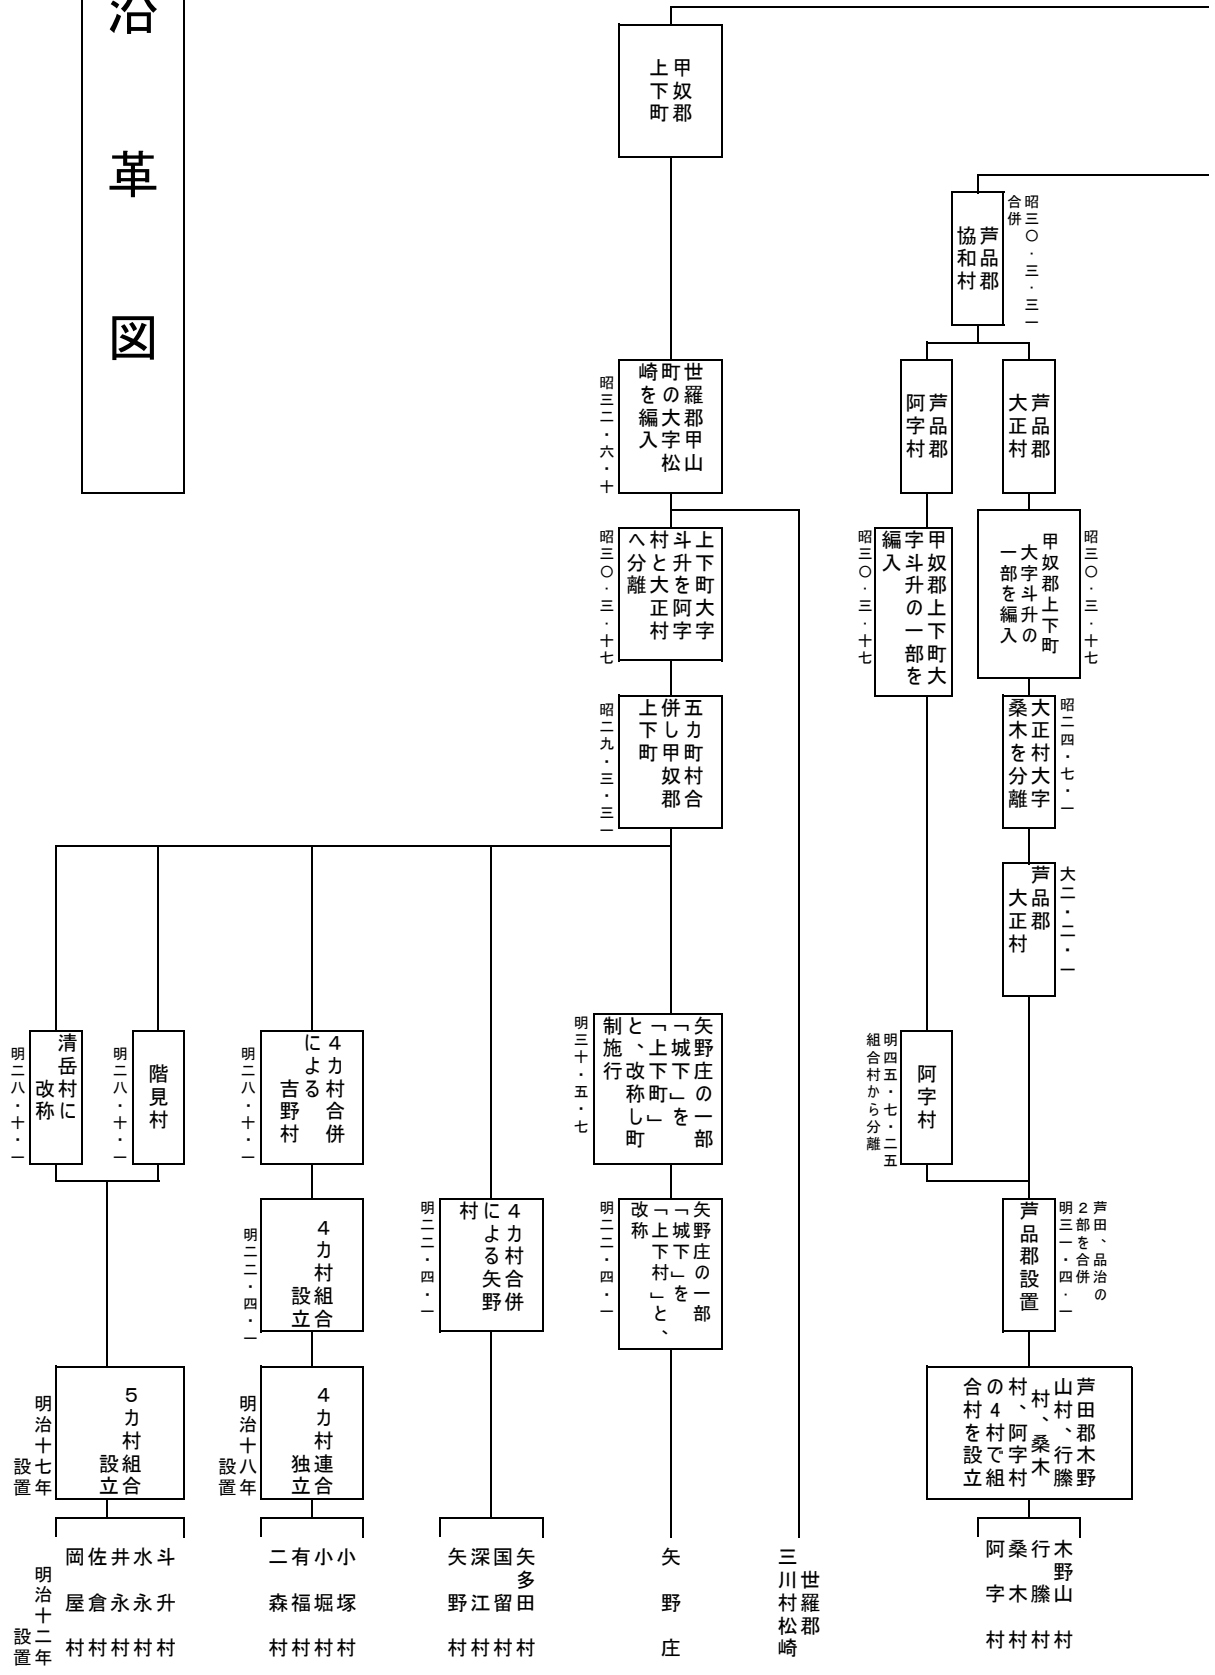 沿革図
甲奴郡
上下町
昭三〇・三・三一
合併
芦品郡
協和村
芦品郡
大正村
芦品郡
阿字村
世羅郡甲山
町の大字松
崎を編入
昭三二・六・十
昭三〇・三・十七
甲奴郡上下町
大字斗升の
一部を編入
甲奴郡上下町大
字斗升の一部を
編入
昭三〇・三・十七
上下町大字
斗升を阿字
村と大正村
へ分離
昭三〇・三・十七
昭二四・七・一
大正村大字
桑木を分離
五カ町村合
併し甲奴郡
上下町
昭二九・三・三一
大二・二・一
芦品郡
大正村
阿字村
明四五・七・二五
組合村から分離
矢野庄の一部
「城下」を
「上下町」
と、改称し町
制施行
明三十・五・七
4カ村合併
による
吉野村
明二八・十・一
階見村
明二八・十・一
清岳村に
改称
明二八・十・一
芦田、品治の
2部を合併
明三一・四・一
芦品郡設置
矢野庄の一部
「城下」を
「上下村」と、
改称
明二二・四・一
4カ村合併
による矢野
村
明二二・四・一
4カ村組合
設立
明二二・四・一
芦田郡木野
山村、行縢
村、桑木
村、阿字村
の4村で組
合村を設立
4カ村連合
独立
明治十八年
設置
5カ村組合
設立
明治十七年
設置
木野山村
行縢村
桑木村
阿字村
世羅郡
三川村松崎
矢野庄
矢多田村
国留村
深江村
矢野村
小塚村
小堀村
有福村
二森村
斗升村
水永村
井永村
佐倉村
岡屋村
明治十二年
設置